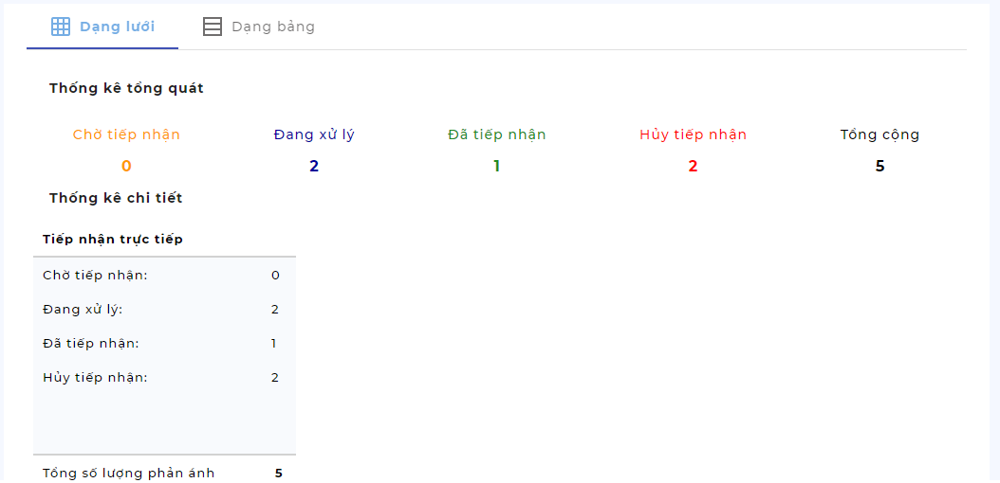 Dạng lưới Dạng bảng
Thống kê tổng quát
Chờ tiếp nhận Đang xử lý Đã tiếp nhận Hủy tiếp nhận Tổng cộng
0 2 1 2 5
Thống kê chi tiết
Tiếp nhận trực tiếp
Chờ tiếp nhận: 0
Đang xử lý: 2
Đã tiếp nhận: 1
Hủy tiếp nhận: 2
Tổng số lượng phản ánh 5